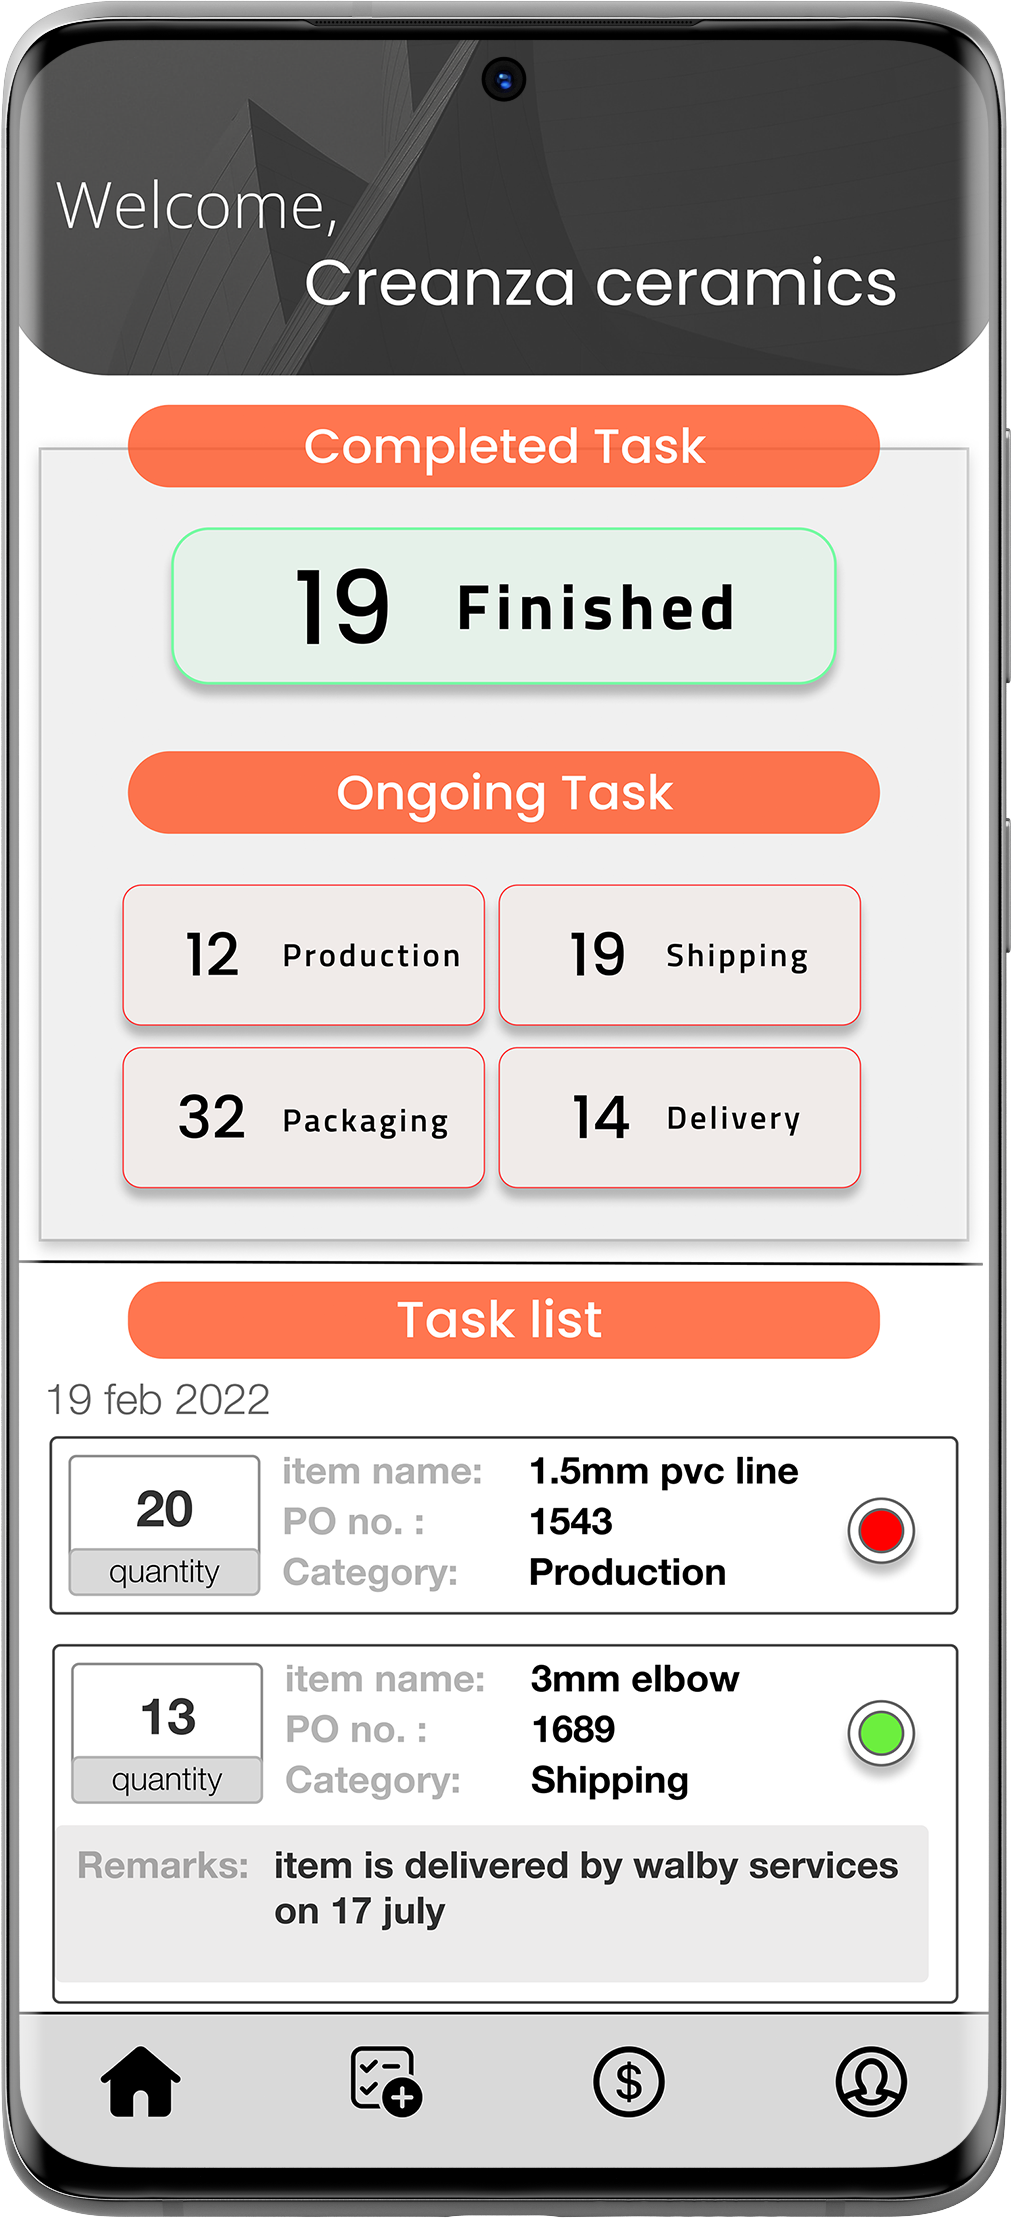 Welcome,
Creanza ceramics
Completed Task
19 Finished
Ongoing Task
12 Production
19 Shipping
32 Packaging
14 Delivery
Task list
19 feb 2022
20
quantity
item name: 1.5mm pvc line
PO no. : 1543
Category: Production
13
quantity
item name: 3mm elbow
PO no. : 1689
Category: Shipping
Remarks: item is delivered by walby services
on 17 july
$